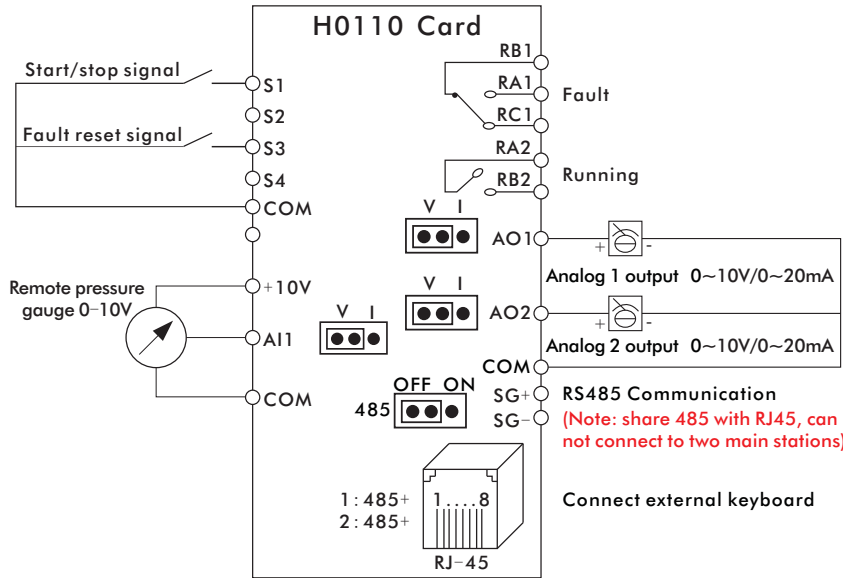 H0110 Card
RB1
Start/stop signal
S1
RA1
Fault
S2
RC1
Fault reset signal
S3
RA2
S4
RB2
Running
COM
V I
AO1
+ -
+10V
V I
Analog 1 output 0~10V/0~20mA
Remote pressure
gauge 0-10V
V I
AO2
+ -
AI1
Analog 2 output 0~10V/0~20mA
COM
OFF ON
SG+
RS485 Communication
COM
485
SG-
(Note: share 485 with RJ45, can
not connect to two main stations)
1:485+
1....8
Connect external keyboard
2:485+
RJ-45